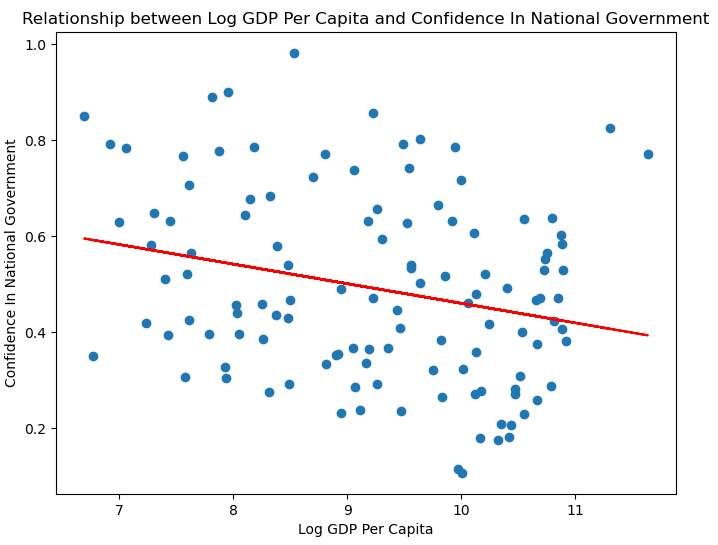 Relationship between Log GDP Per Capita and Confidence In National Government
1.0
0.8
0.6
0.4
0.2
Confidence In National Government
7 8 9 10 11
Log GDP Per Capita